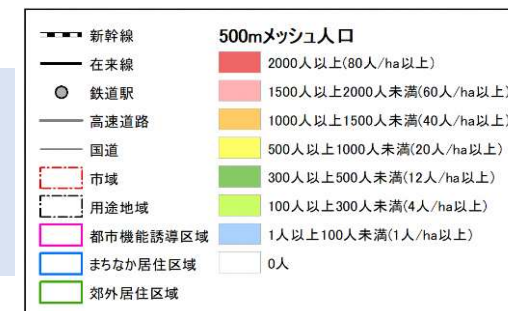 新幹線
在来線
鉄道駅
高速道路
国道
市域
用途地域
都市機能誘導区域
まちなか居住区域
郊外居住区域
500mメッシュ人口
2000人以上(80人/ha以上)
1500人以上2000人未満(60人/ha以上)
1000人以上1500人未満(40人/ha以上)
500人以上1000人未満(20人/ha以上)
300人以上500人未満(12人/ha以上)
100人以上300人未満(4人/ha以上)
1人以上100人未満(1人/ha以上)
0人